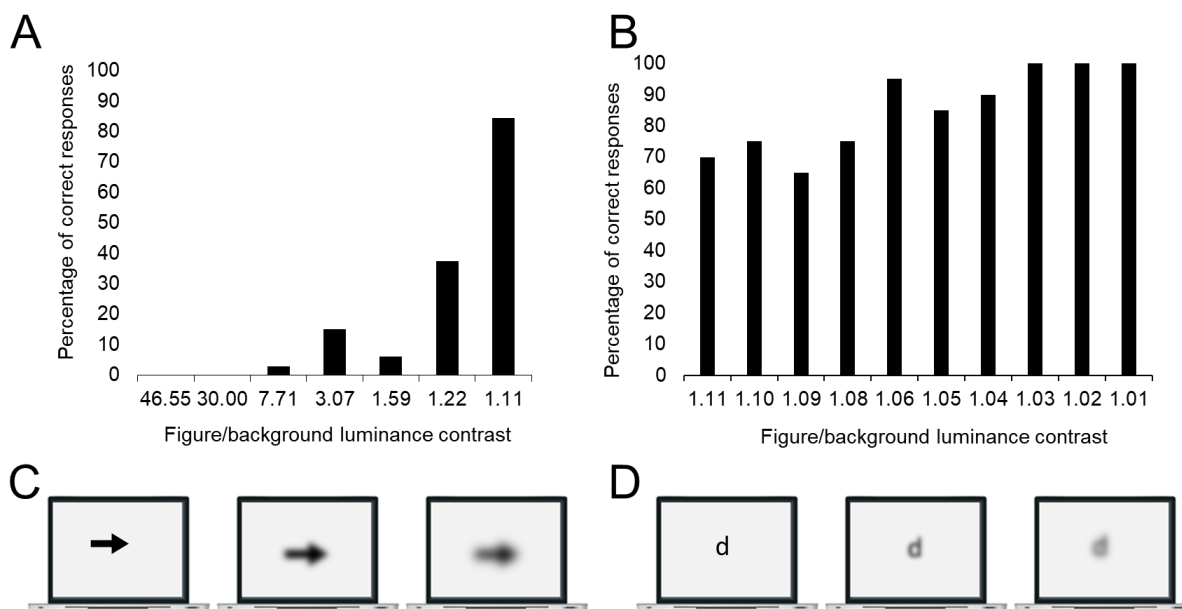 A
Percentage of correct responses
100
90
80
70
60
50
40
30
20
10
0
46.55 30.00 7.71 3.07 1.59 1.22 1.11
Figure/background luminance contrast
B
Percentage of correct responses
100
90
80
70
60
50
40
30
20
10
0
1.11 1.10 1.09 1.08 1.06 1.05 1.04 1.03 1.02 1.01
Figure/background luminance contrast
C
D
d d d